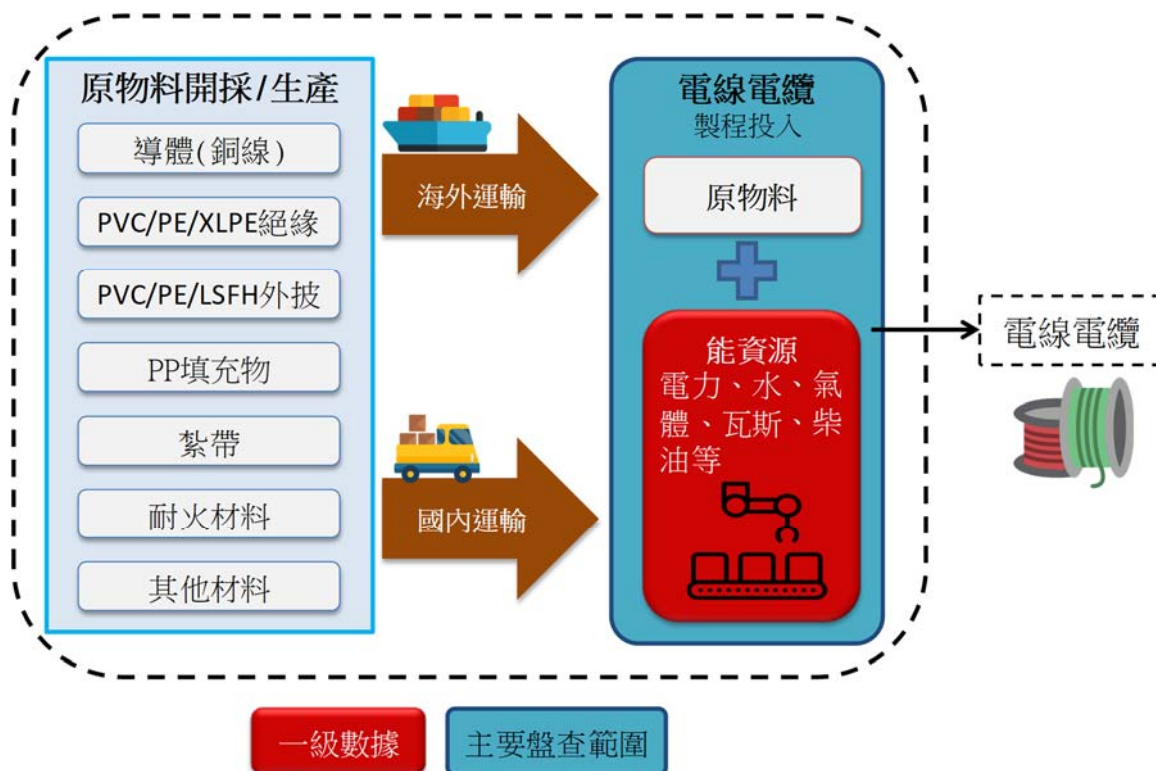 原物料開採/生產
導體(銅線)
PVC/PE/XLPE絕緣
PVC/PE/LSFH外披
PP填充物
紮帶
耐火材料
其他材料
海外運輸
國內運輸
電線電纜
製程投入
原物料
能資源
電力、水、氣
體、瓦斯、柴
油等
電線電纜
一級數據
主要盤查範圍